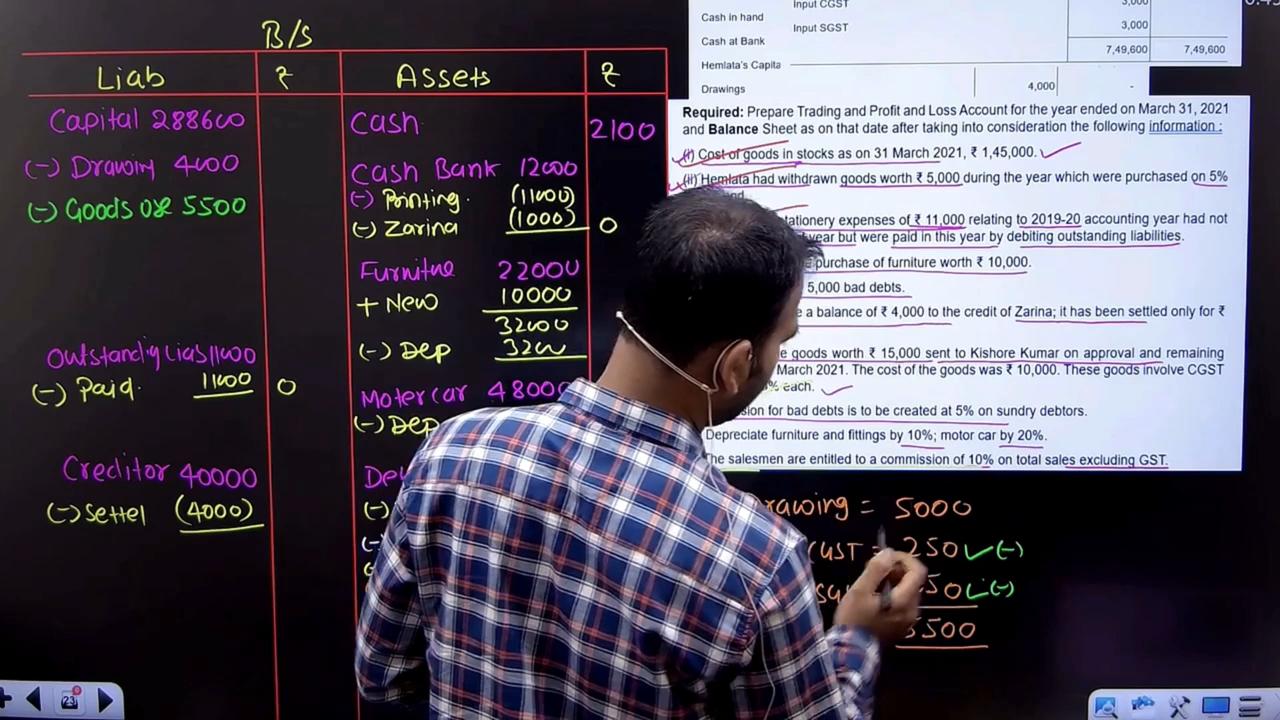 B/S
Liab ₹ Assets ₹
Capital 288600
(-) Drawing 4000
(-) Goods use 5500
Outstandig Liab 11000
(-) Paid. 11000 0
Creditor 40000
(-) Settel (4000)
Cash 2100
Cash Bank 12000
(-) Printing. (11000)
(-) Zarina (1000) 0
Furnitue 22000
+ New 10000
32000
(-) Dep 3200
Motor car 48000
(-) Dep
De
(-)
(-)
Input CGST 3,000
Cash in hand
Input SGST 3,000
Cash at Bank
7,49,600 7,49,600
Hemlata's Capita
Drawings 4,000 -
Required: Prepare Trading and Profit and Loss Account for the year ended on March 31, 2021
and Balance Sheet as on that date after taking into consideration the following information :
(i) Cost of goods in stocks as on 31 March 2021, ₹ 1,45,000.
(ii) Hemlata had withdrawn goods worth ₹ 5,000 during the year which were purchased on 5%
tationery expenses of ₹ 11,000 relating to 2019-20 accounting year had not
year but were paid in this year by debiting outstanding liabilities.
purchase of furniture worth ₹ 10,000.
5,000 bad debts.
e a balance of ₹ 4,000 to the credit of Zarina; it has been settled only for ₹
e goods worth ₹ 15,000 sent to Kishore Kumar on approval and remaining
March 2021. The cost of the goods was ₹ 10,000. These goods involve CGST
% each.
sion for bad debts is to be created at 5% on sundry debtors.
Depreciate furniture and fittings by 10%; motor car by 20%.
The salesmen are entitled to a commission of 10% on total sales excluding GST.
rawing = 5000
CGST = 250 (-)
50 (-)
5500
23